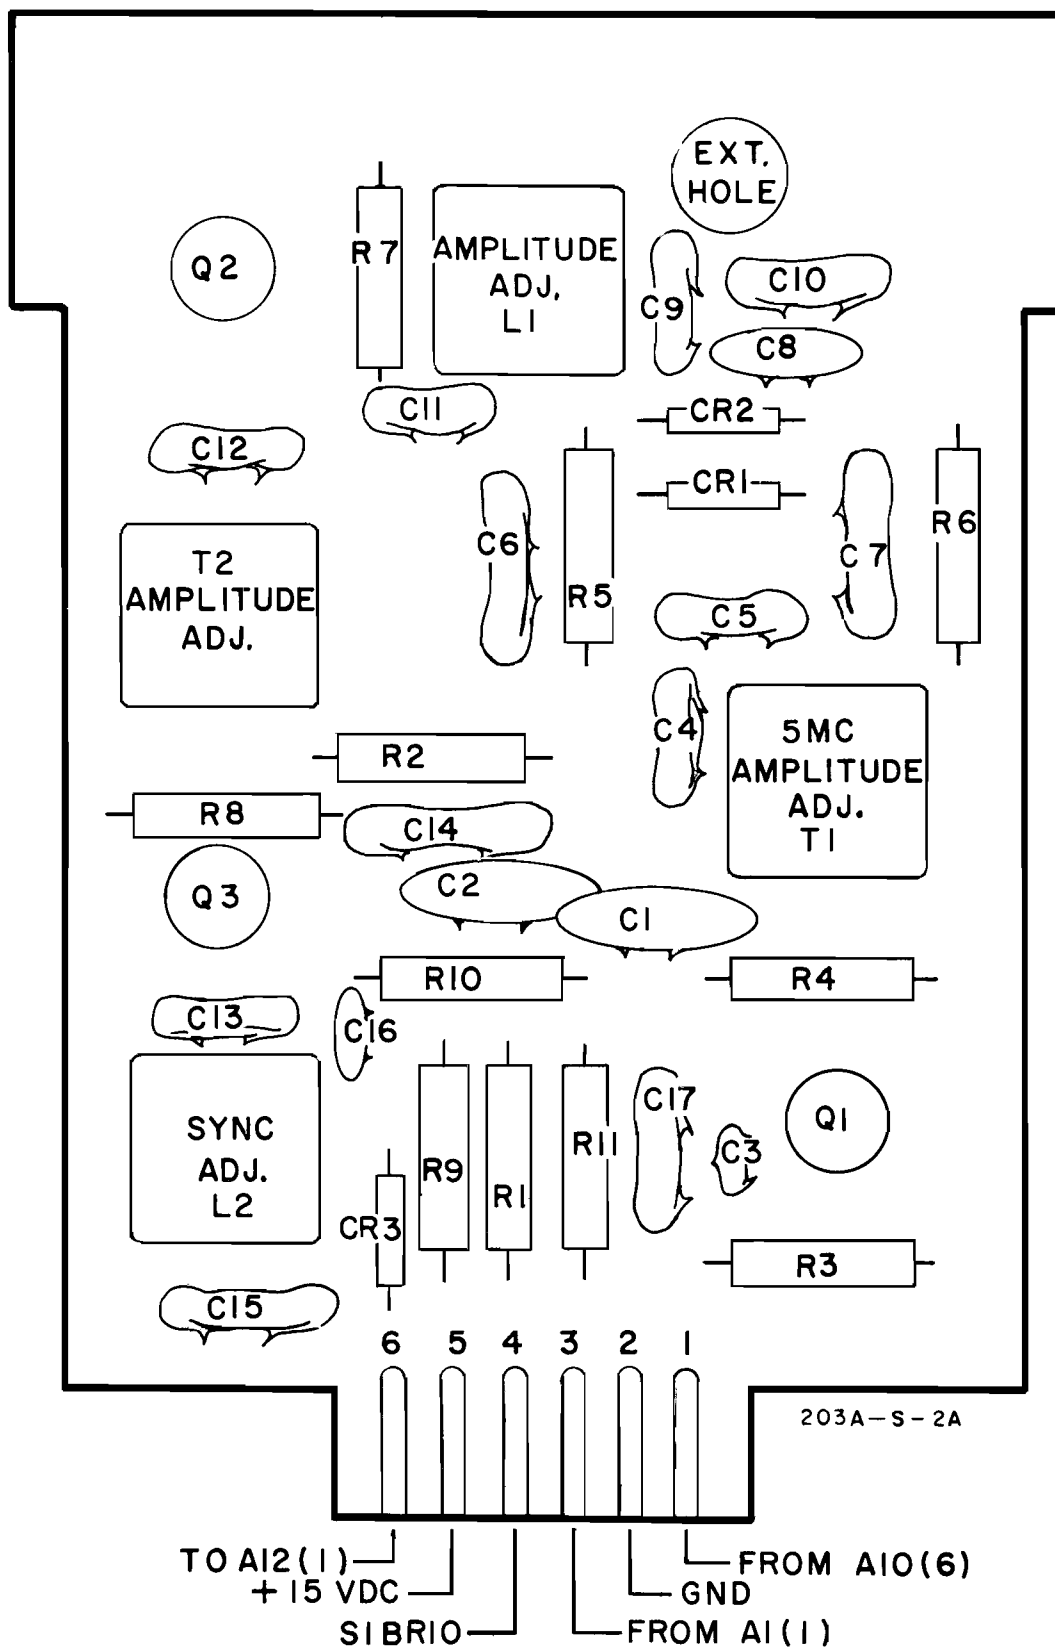 EXT.
HOLE
Q2
R7
AMPLITUDE
ADJ.
L1
C9
C10
C8
C11
CR2
C12
CR1
C6
R5
C7
R6
T2
AMPLITUDE
ADJ.
C5
C4
5MC
AMPLITUDE
ADJ.
T1
R2
R8
C14
Q3
C2
C1
R10
R4
C13
C16
C17
Q1
SYNC
ADJ.
L2
R9
R1
R11
C3
CR3
R3
C15
6 5 4 3 2 1
203A-S-2A
TO A12(1)
+15 VDC
S1BR10
FROM A10(6)
GND
FROM A1(1)